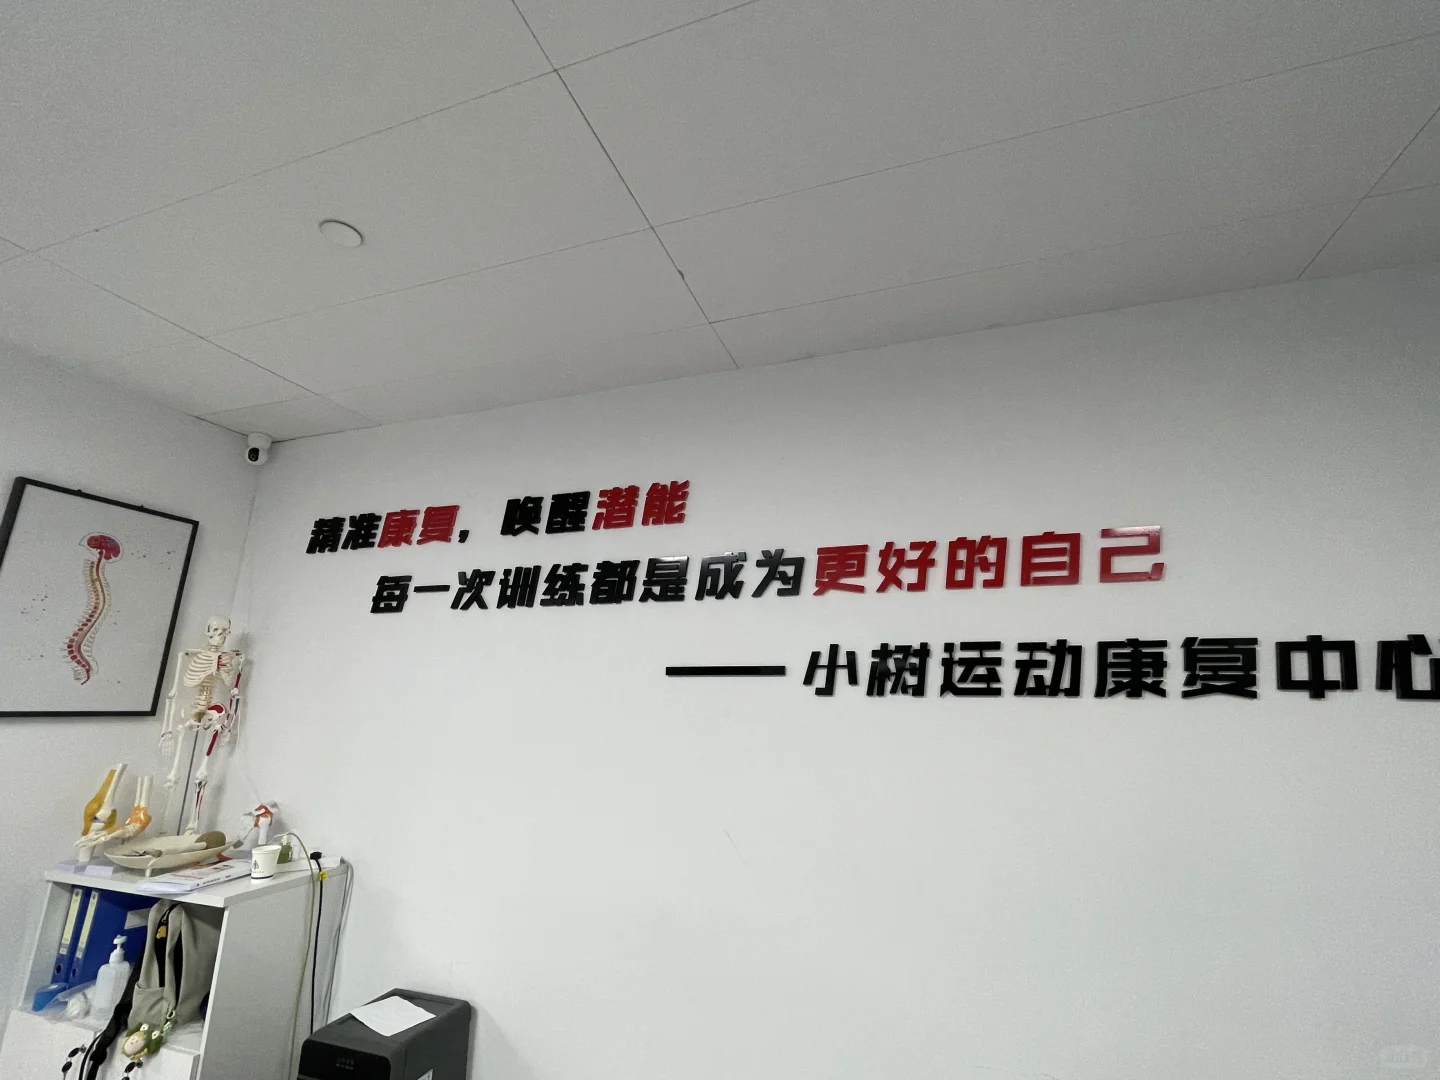 精准康复，唤醒潜能
每一次训练都是成为更好的自己
——小树运动康复中心